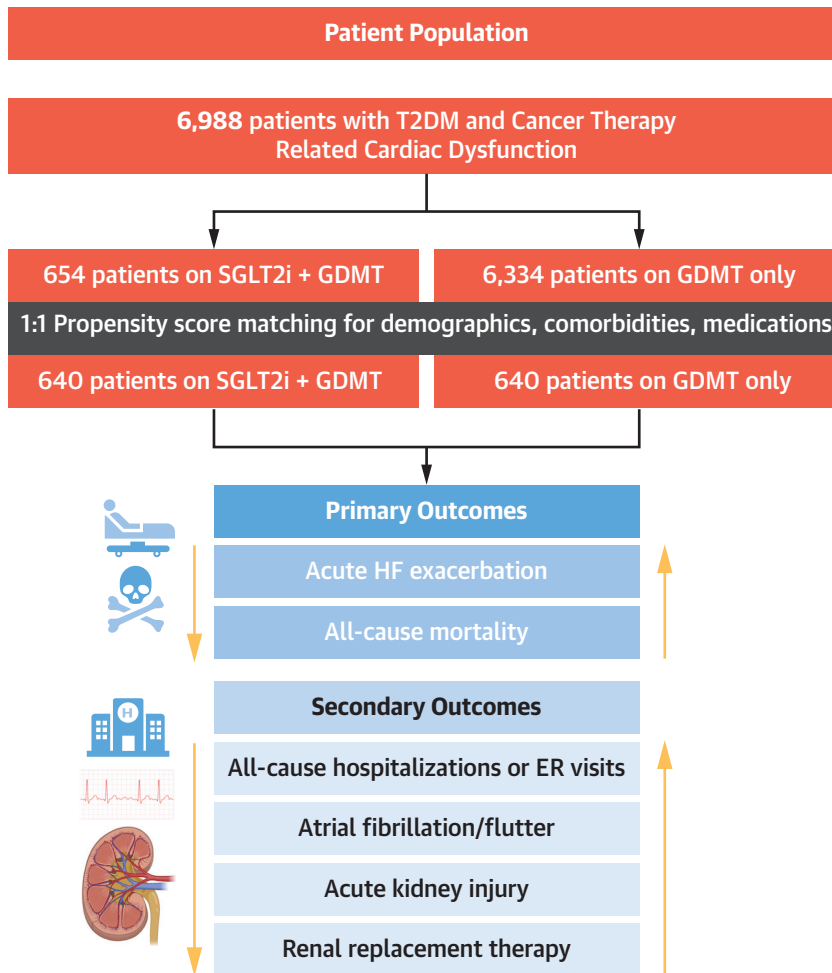 Patient Population
6,988 patients with T2DM and Cancer Therapy
Related Cardiac Dysfunction
654 patients on SGLT2i + GDMT
6,334 patients on GDMT only
1:1 Propensity score matching for demographics, comorbidities, medications
640 patients on SGLT2i + GDMT
640 patients on GDMT only
Primary Outcomes
Acute HF exacerbation
All-cause mortality
H
Secondary Outcomes
All-cause hospitalizations or ER visits
Atrial fibrillation/flutter
Acute kidney injury
Renal replacement therapy